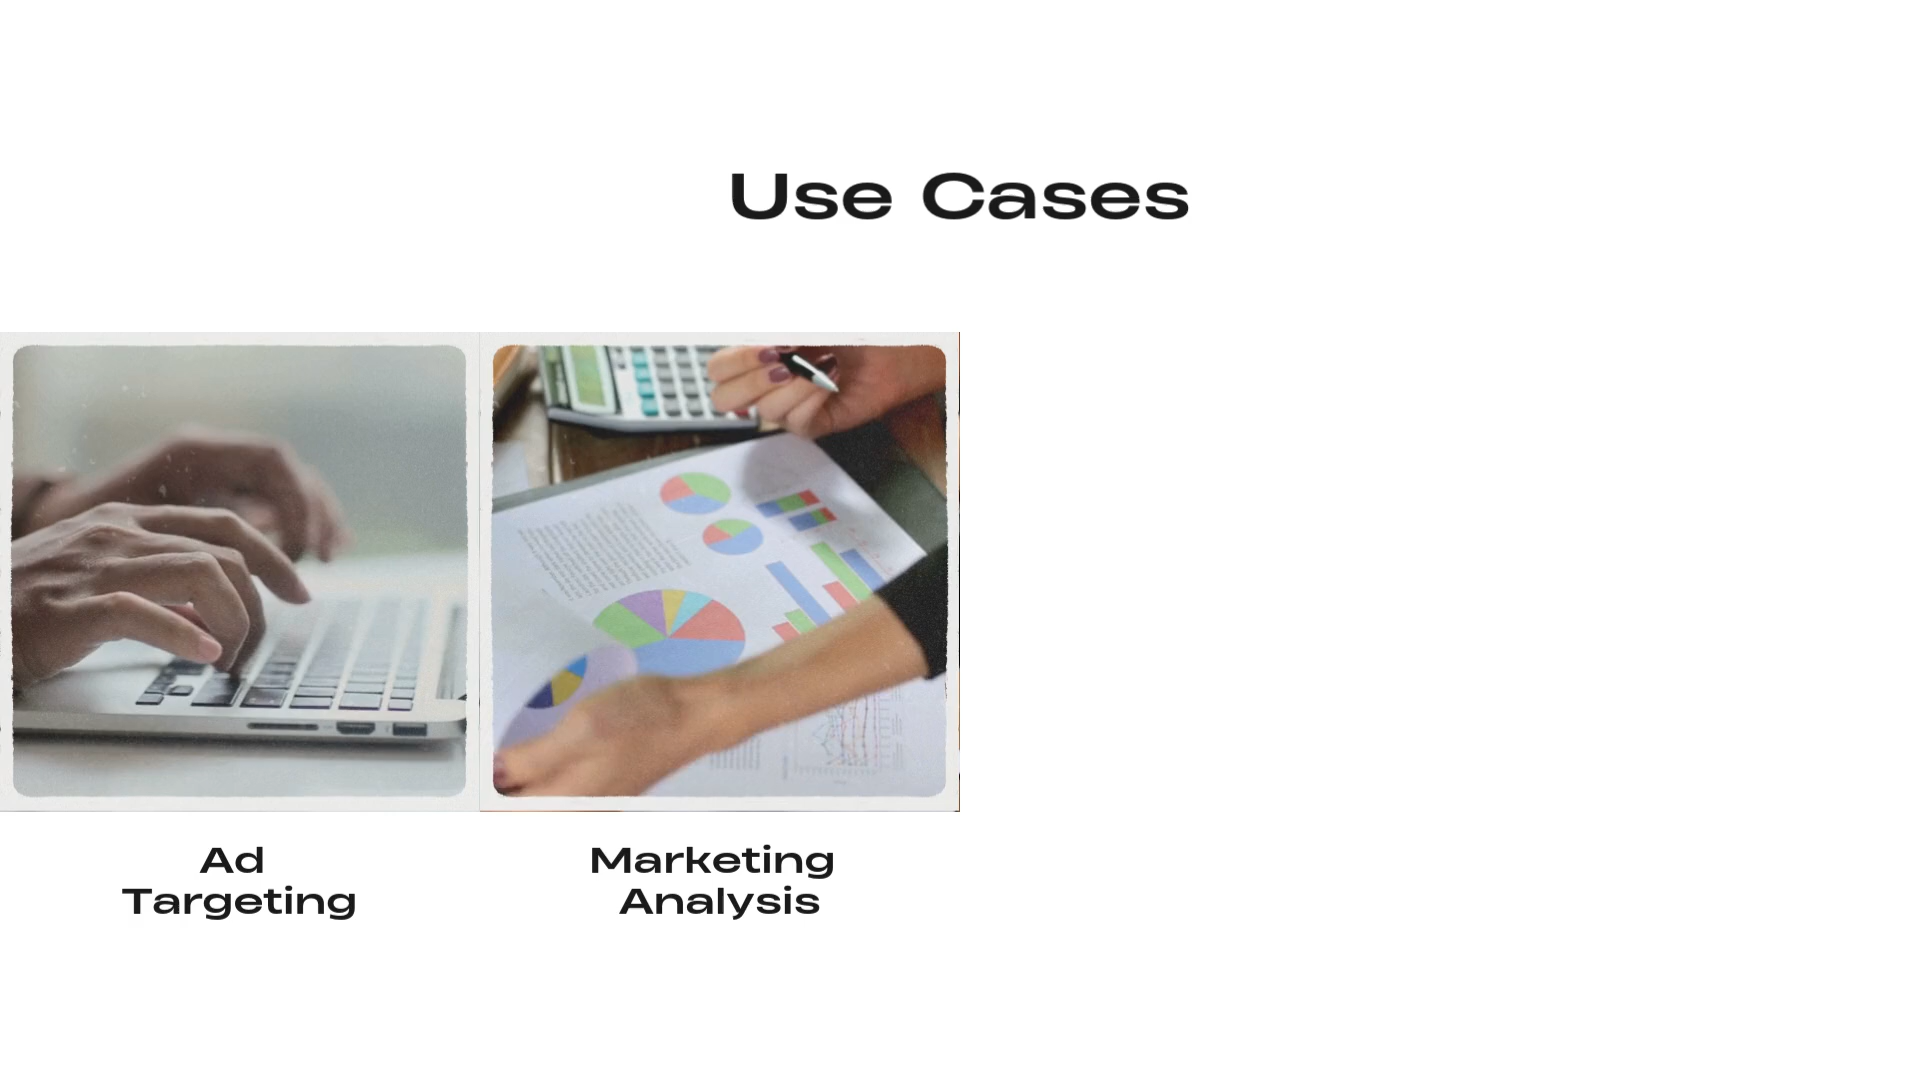 Use Cases
Ad
Targeting
Marketing
Analysis